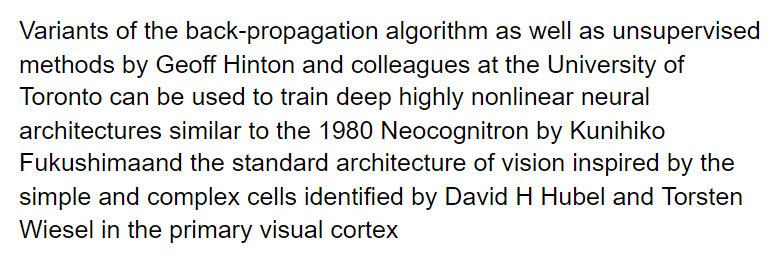 Variants of the back-propagation algorithm as well as unsupervised
methods by Geoff Hinton and colleagues at the University of
Toronto can be used to train deep highly nonlinear neural
architectures similar to the 1980 Neocognitron by Kunihiko
Fukushimaand the standard architecture of vision inspired by the
simple and complex cells identified by David H Hubel and Torsten
Wiesel in the primary visual cortex